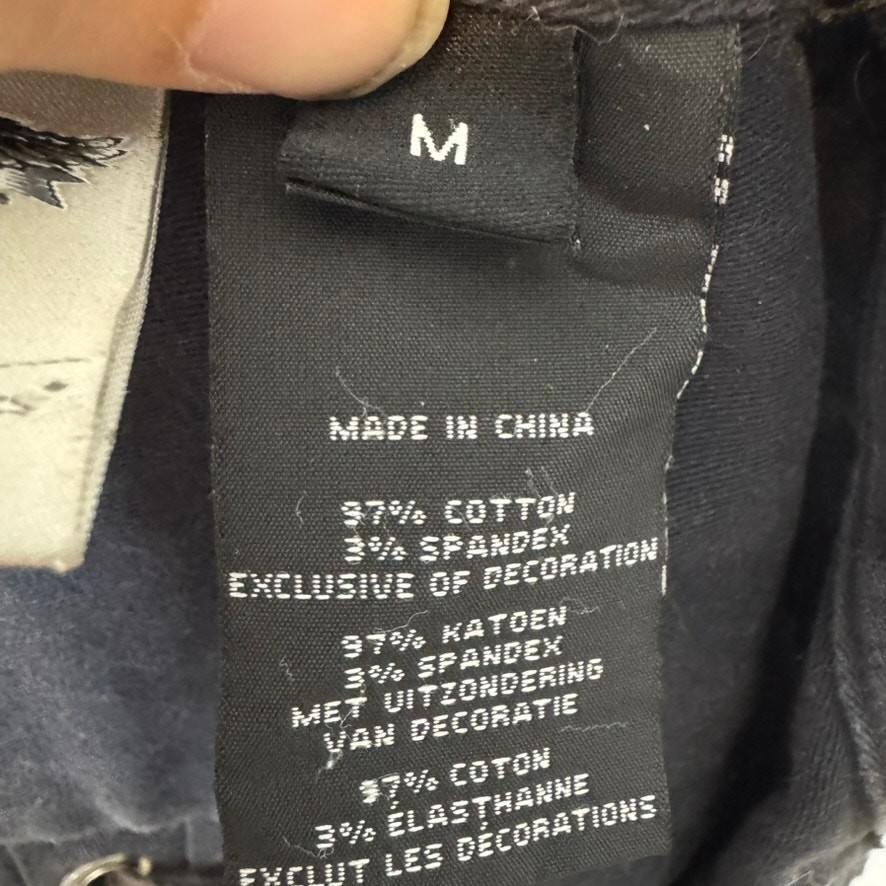 M
MADE IN CHINA
97% COTTON
3% SPANDEX
EXCLUSIVE OF DECORATION
97% KATOEN
3% SPANDEX
MET UITZONDERING
VAN DECORATIE
97% COTON
3% ÉLASTHANNE
EXCLUT LES DÉCORATIONS